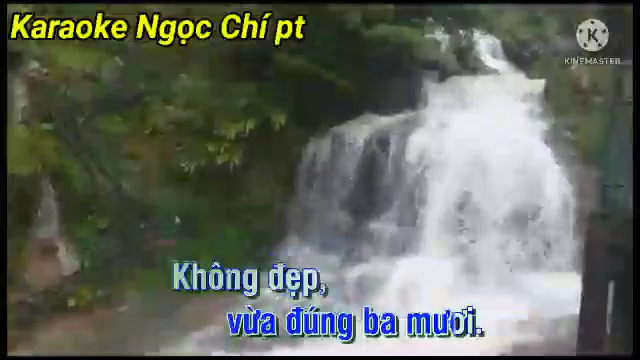 Karaoke Ngọc Chí pt
KINEMASTER
Không đẹp,
vừa đúng ba mươi.